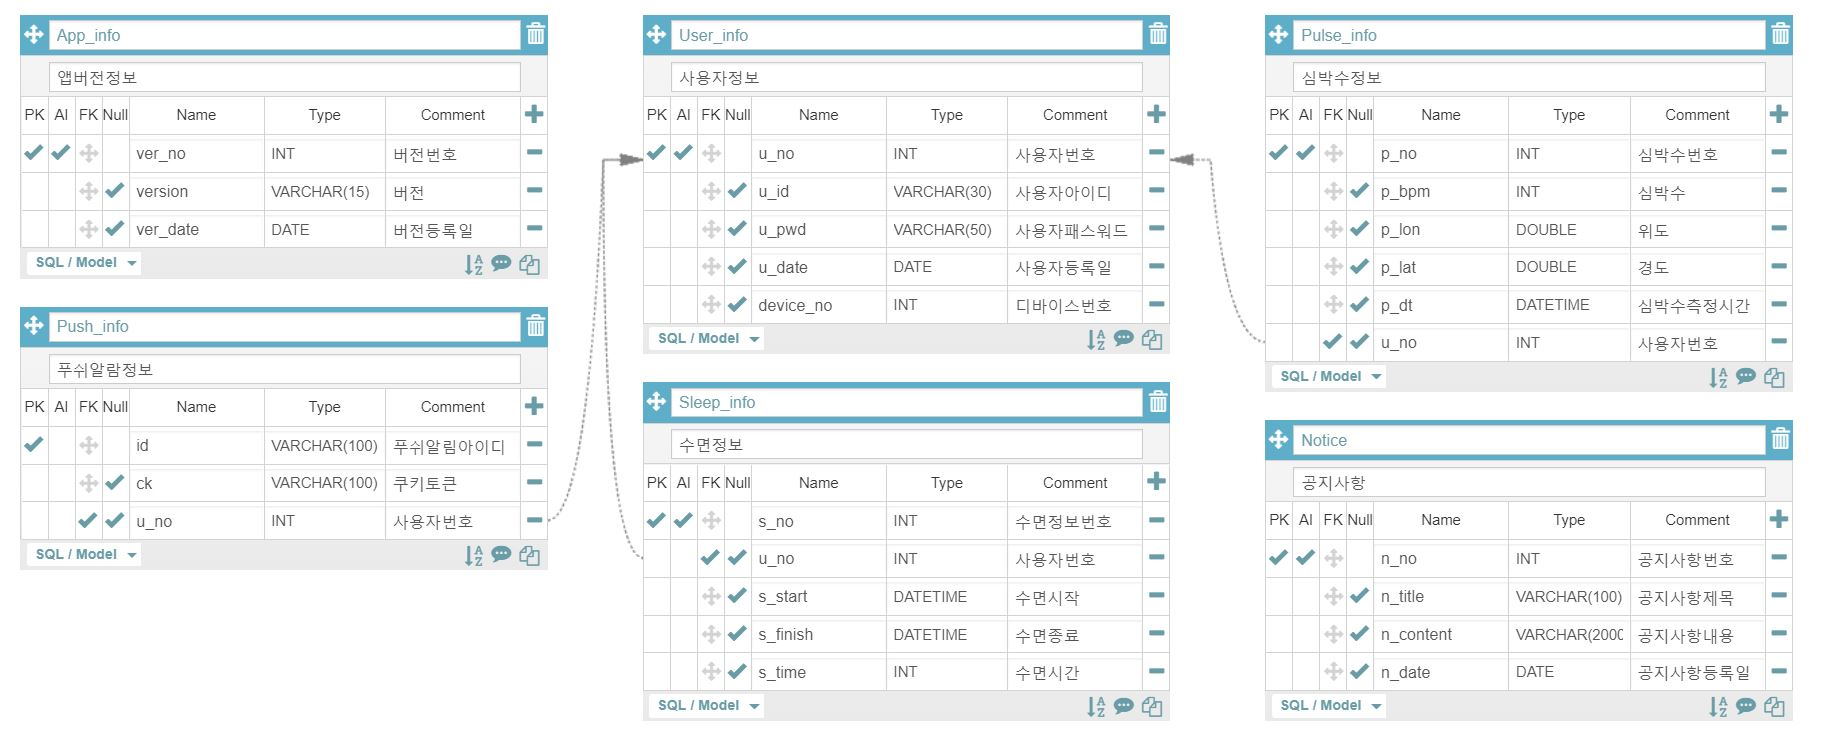 App_info
앱버전정보
PK AI FK Null Name Type Comment
ver_no INT 버전번호
version VARCHAR(15) 버전
ver_date DATE 버전등록일
SQL / Model
Push_info
푸쉬알람정보
PK AI FK Null Name Type Comment
id VARCHAR(100) 푸쉬알림아이디
ck VARCHAR(100) 쿠키토큰
u_no INT 사용자번호
SQL / Model
User_info
사용자정보
PK AI FK Null Name Type Comment
u_no INT 사용자번호
u_id VARCHAR(30) 사용자아이디
u_pwd VARCHAR(50) 사용자패스워드
u_date DATE 사용자등록일
device_no INT 디바이스번호
SQL / Model
Sleep_info
수면정보
PK AI FK Null Name Type Comment
s_no INT 수면정보번호
u_no INT 사용자번호
s_start DATETIME 수면시작
s_finish DATETIME 수면종료
s_time INT 수면시간
SQL / Model
Pulse_info
심박수정보
PK AI FK Null Name Type Comment
p_no INT 심박수번호
p_bpm INT 심박수
p_lon DOUBLE 위도
p_lat DOUBLE 경도
p_dt DATETIME 심박수측정시간
u_no INT 사용자번호
SQL / Model
Notice
공지사항
PK AI FK Null Name Type Comment
n_no INT 공지사항번호
n_title VARCHAR(100) 공지사항제목
n_content VARCHAR(2000 공지사항내용
n_date DATE 공지사항등록일
SQL / Model